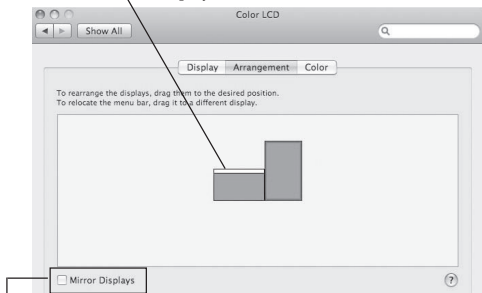 Color LCD
Show All
Display Arrangement Color
To rearrange the displays, drag them to the desired position.
To relocate the menu bar, drag it to a different display.
Mirror Displays
?